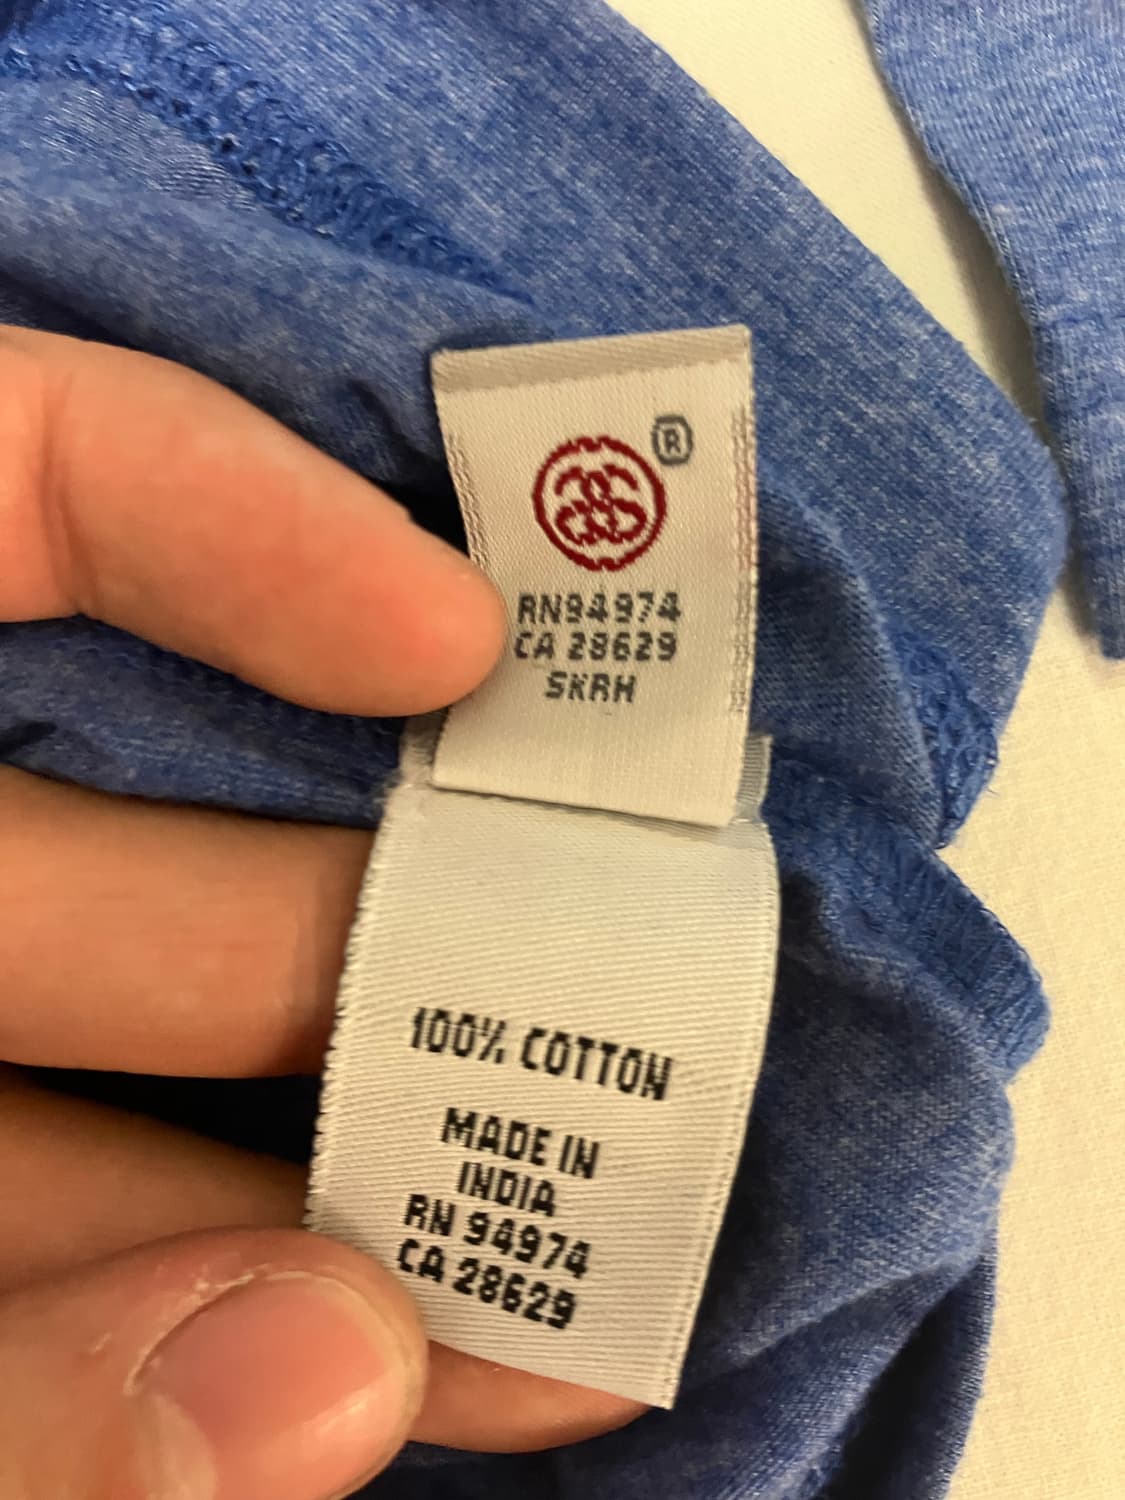 ®
RN94974
CA 28629
SKRH
100% COTTON
MADE IN
INDIA
RN 94974
CA 28629